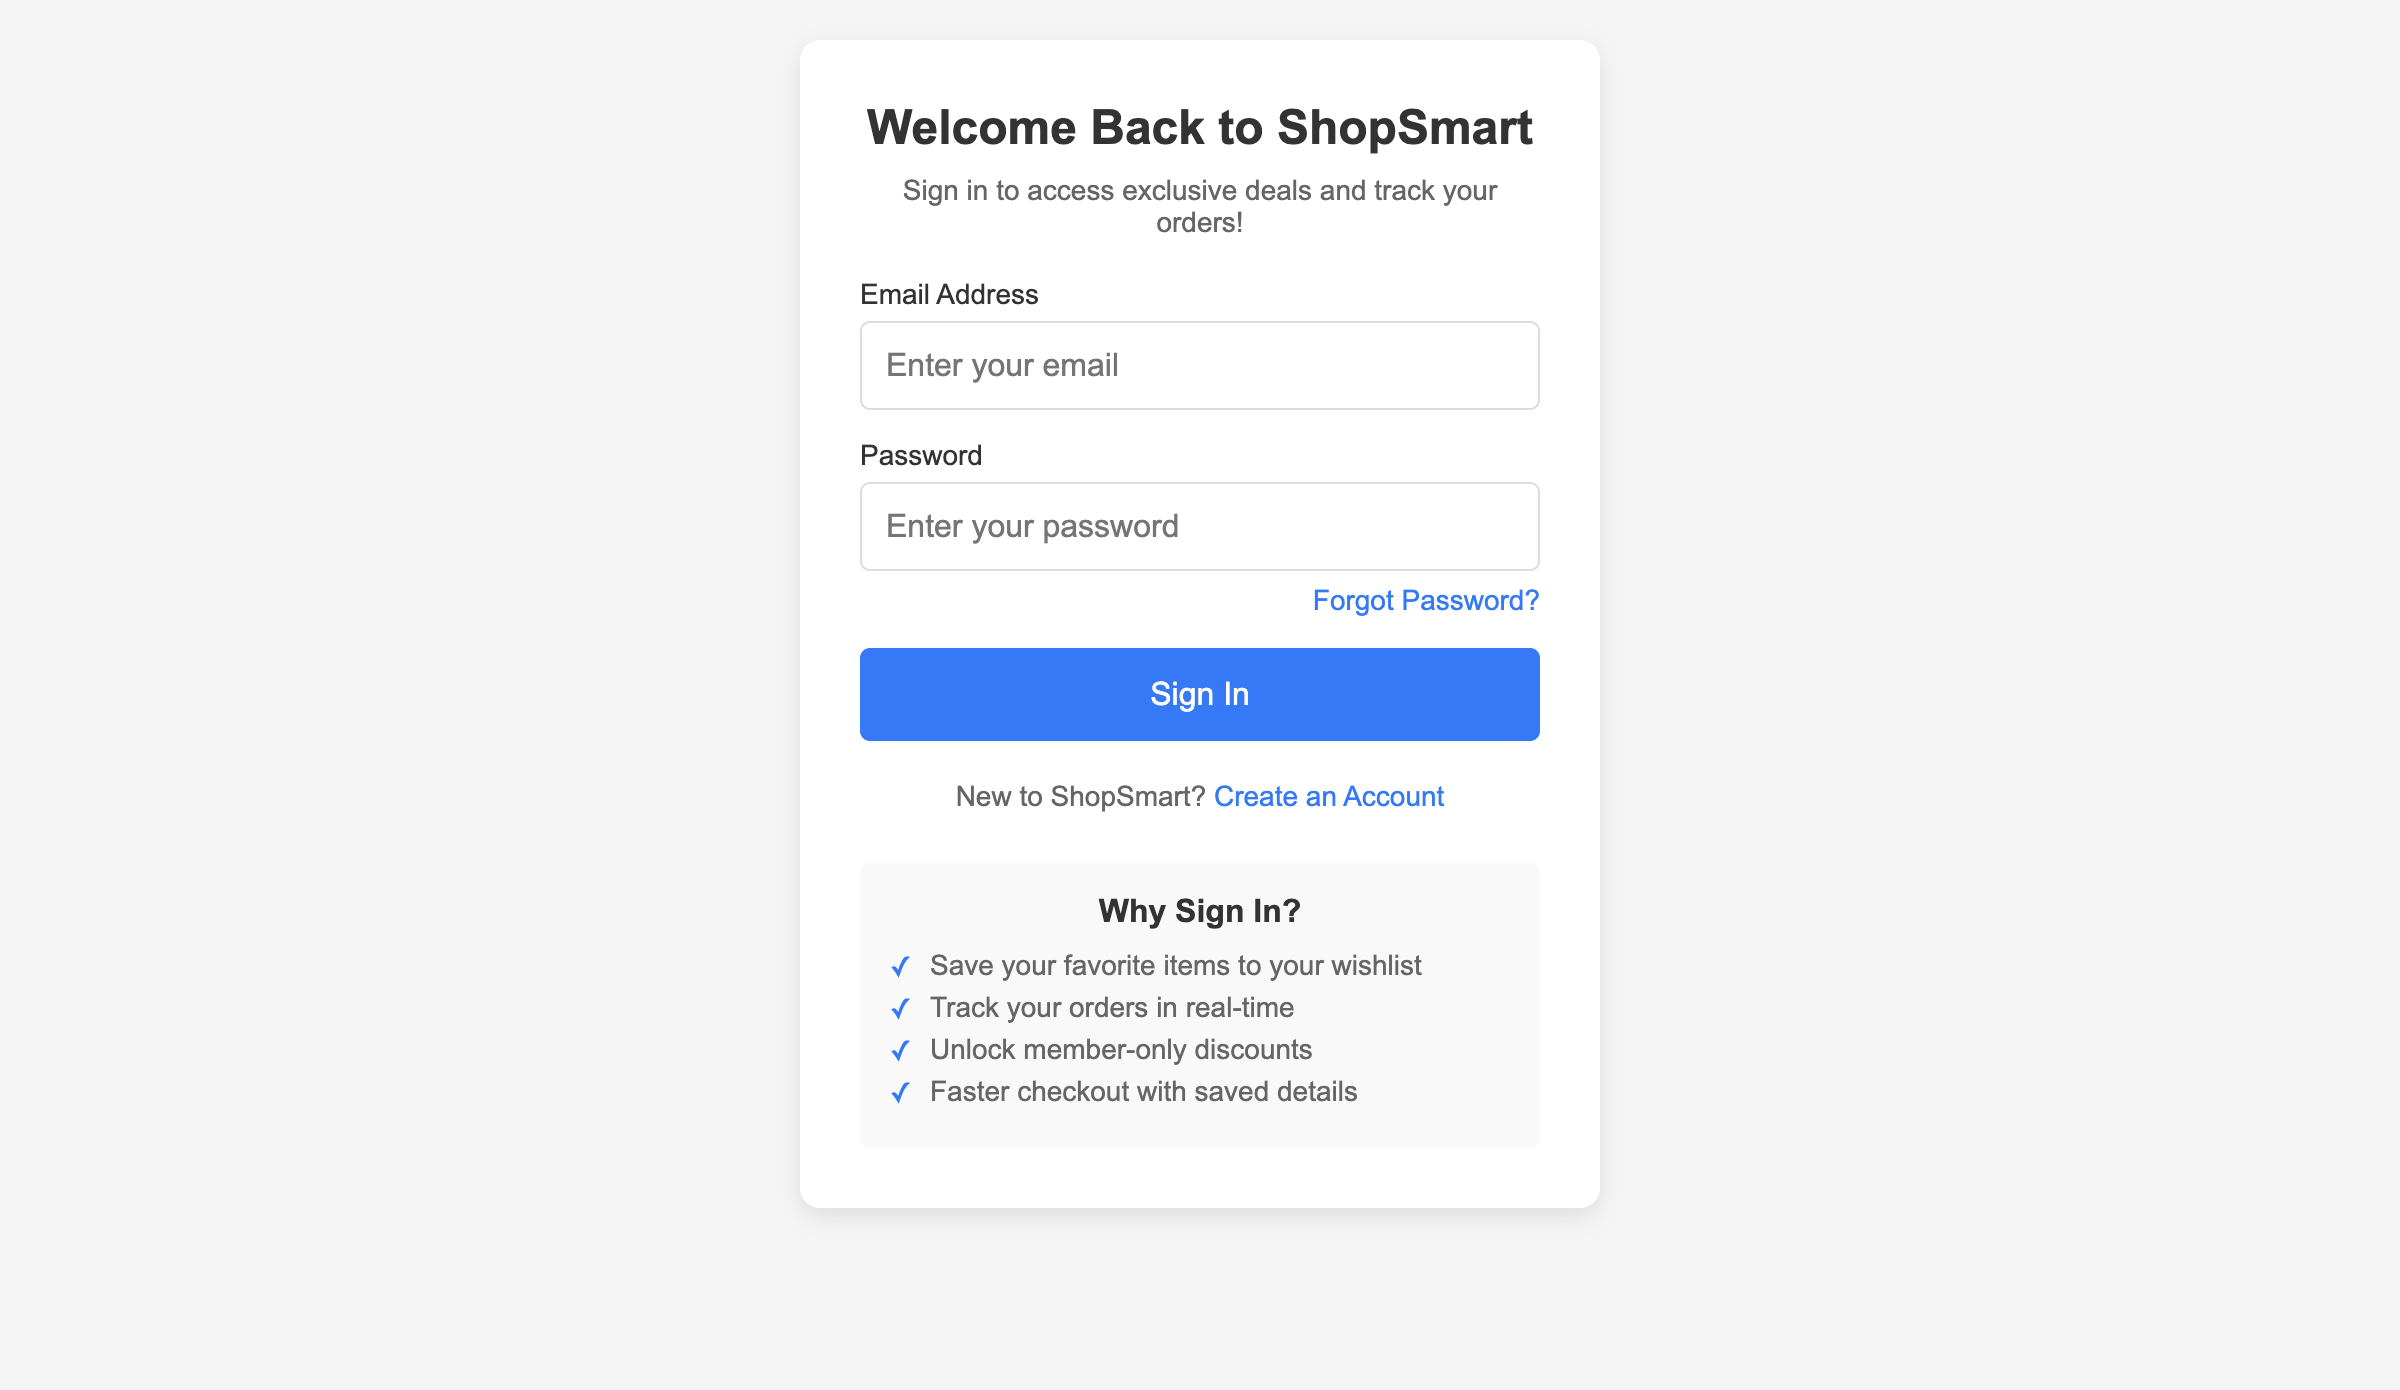 Welcome Back to ShopSmart
Sign in to access exclusive deals and track your
orders!
Email Address
Enter your email
Password
Enter your password
Forgot Password?
Sign In
New to ShopSmart? Create an Account
Why Sign In?
✓ Save your favorite items to your wishlist
✓ Track your orders in real-time
✓ Unlock member-only discounts
✓ Faster checkout with saved details